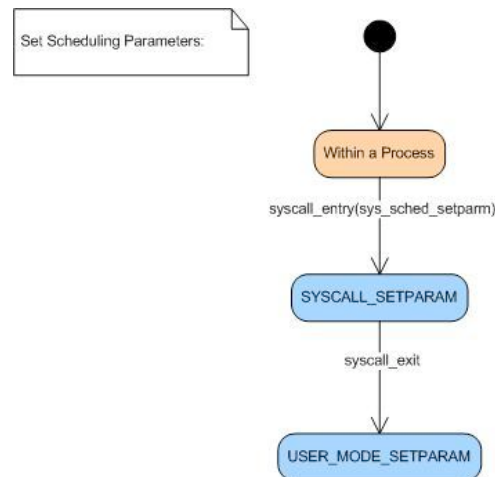 Set Scheduling Parameters:
Within a Process
syscall_entry(sys_sched_setparm)
SYSCALL_SETPARAM
syscall_exit
USER_MODE_SETPARAM